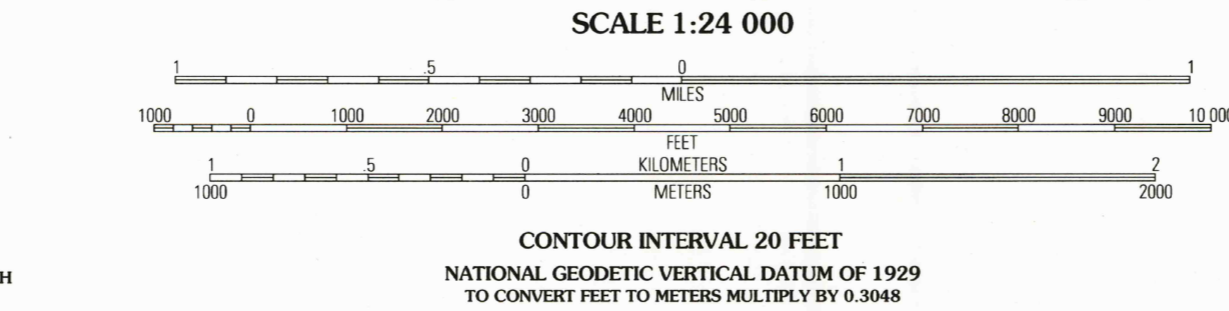 SCALE 1:24 000
1 .5 0 1
MILES
1000 0 1000 2000 3000 4000 5000 6000 7000 8000 9000 10 000
FEET
1 .5 0 KILOMETERS 1 2
1000 0 METERS 1000 2000
CONTOUR INTERVAL 20 FEET
H
NATIONAL GEODETIC VERTICAL DATUM OF 1929
TO CONVERT FEET TO METERS MULTIPLY BY 0.3048